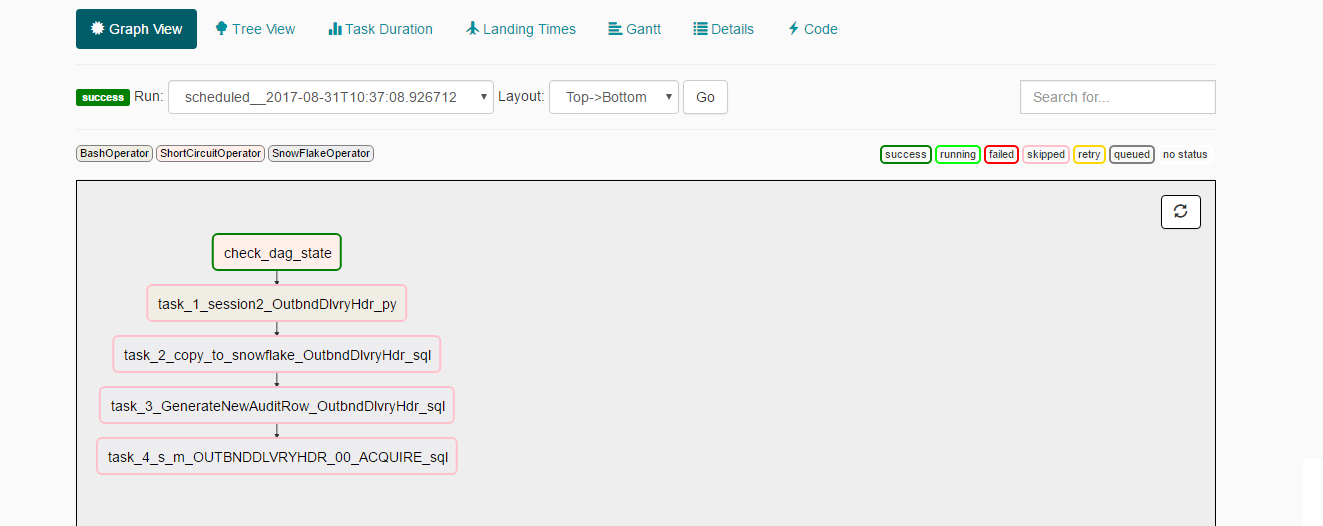 Graph View Tree View Task Duration Landing Times Gantt Details Code
success Run: scheduled__2017-08-31T10:37:08.926712 Layout: Top->Bottom Go Search for...
BashOperator ShortCircuitOperator SnowFlakeOperator success running failed skipped retry queued no status
check_dag_state
task_1_session2_OutbndDlvryHdr_py
task_2_copy_to_snowflake_OutbndDlvryHdr_sql
task_3_GenerateNewAuditRow_OutbndDlvryHdr_sql
task_4_s_m_OUTBNDDLVRYHDR_00_ACQUIRE_sql